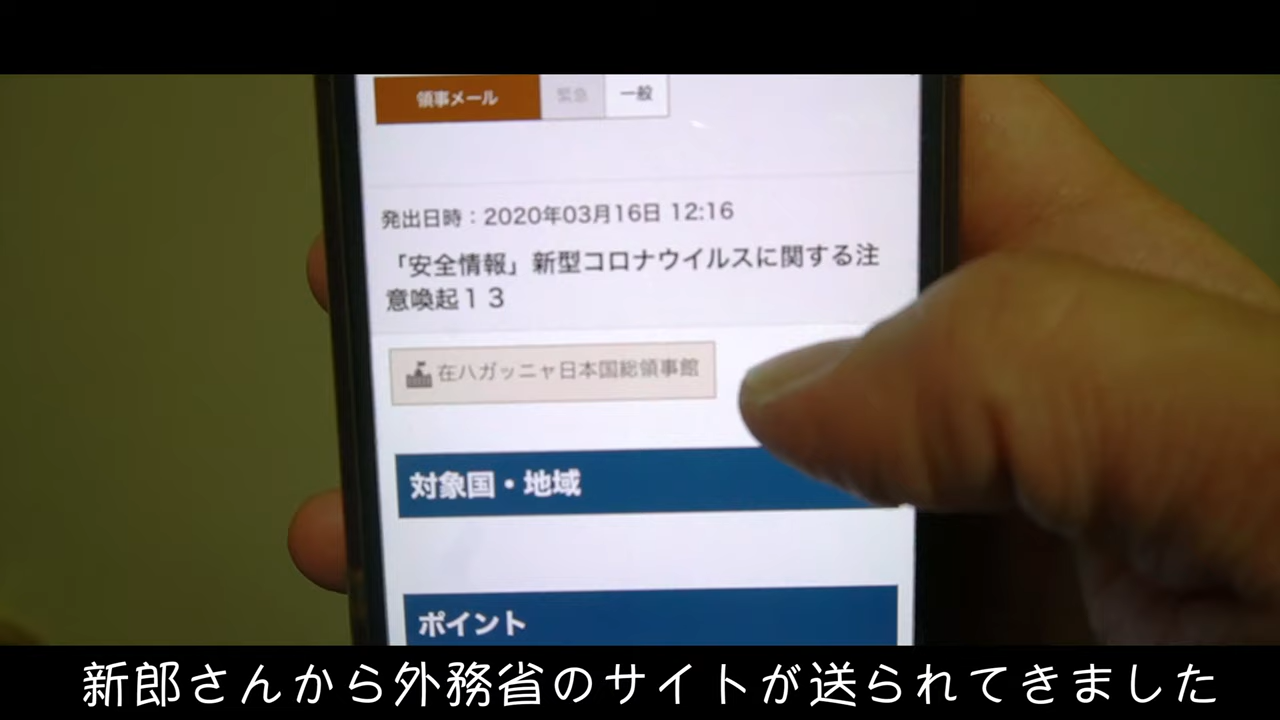 領事メール 緊急 一般
発出日時：2020年03月16日 12:16
「安全情報」新型コロナウイルスに関する注
意喚起１３
在ハガッニャ日本国総領事館
対象国・地域
ポイント
新郎さんから外務省のサイトが送られてきました